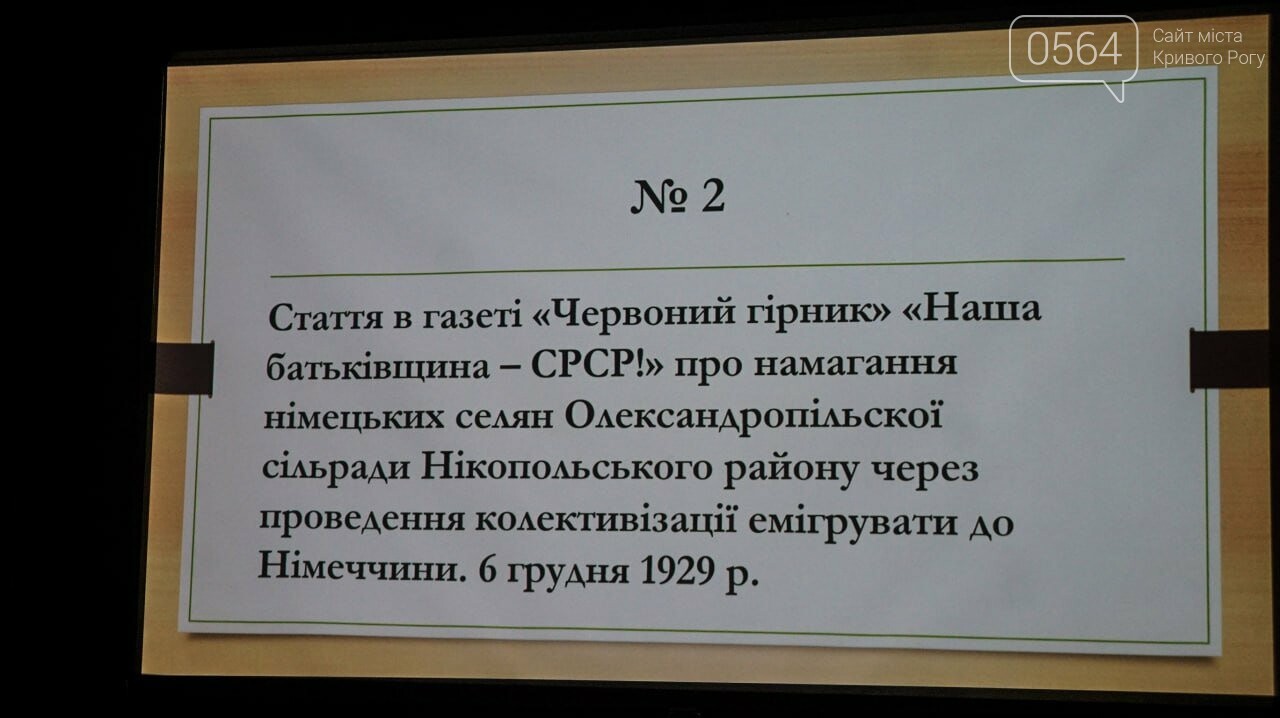 0564
Сайт міста
Кривого Рогу
№ 2
Стаття в газеті «Червоний гірник» «Наша
батьківщина – СРСР!» про намагання
німецьких селян Олександропільскої
сільради Нікопольського району через
проведення колективізації емігрувати до
Німеччини. 6 грудня 1929 р.